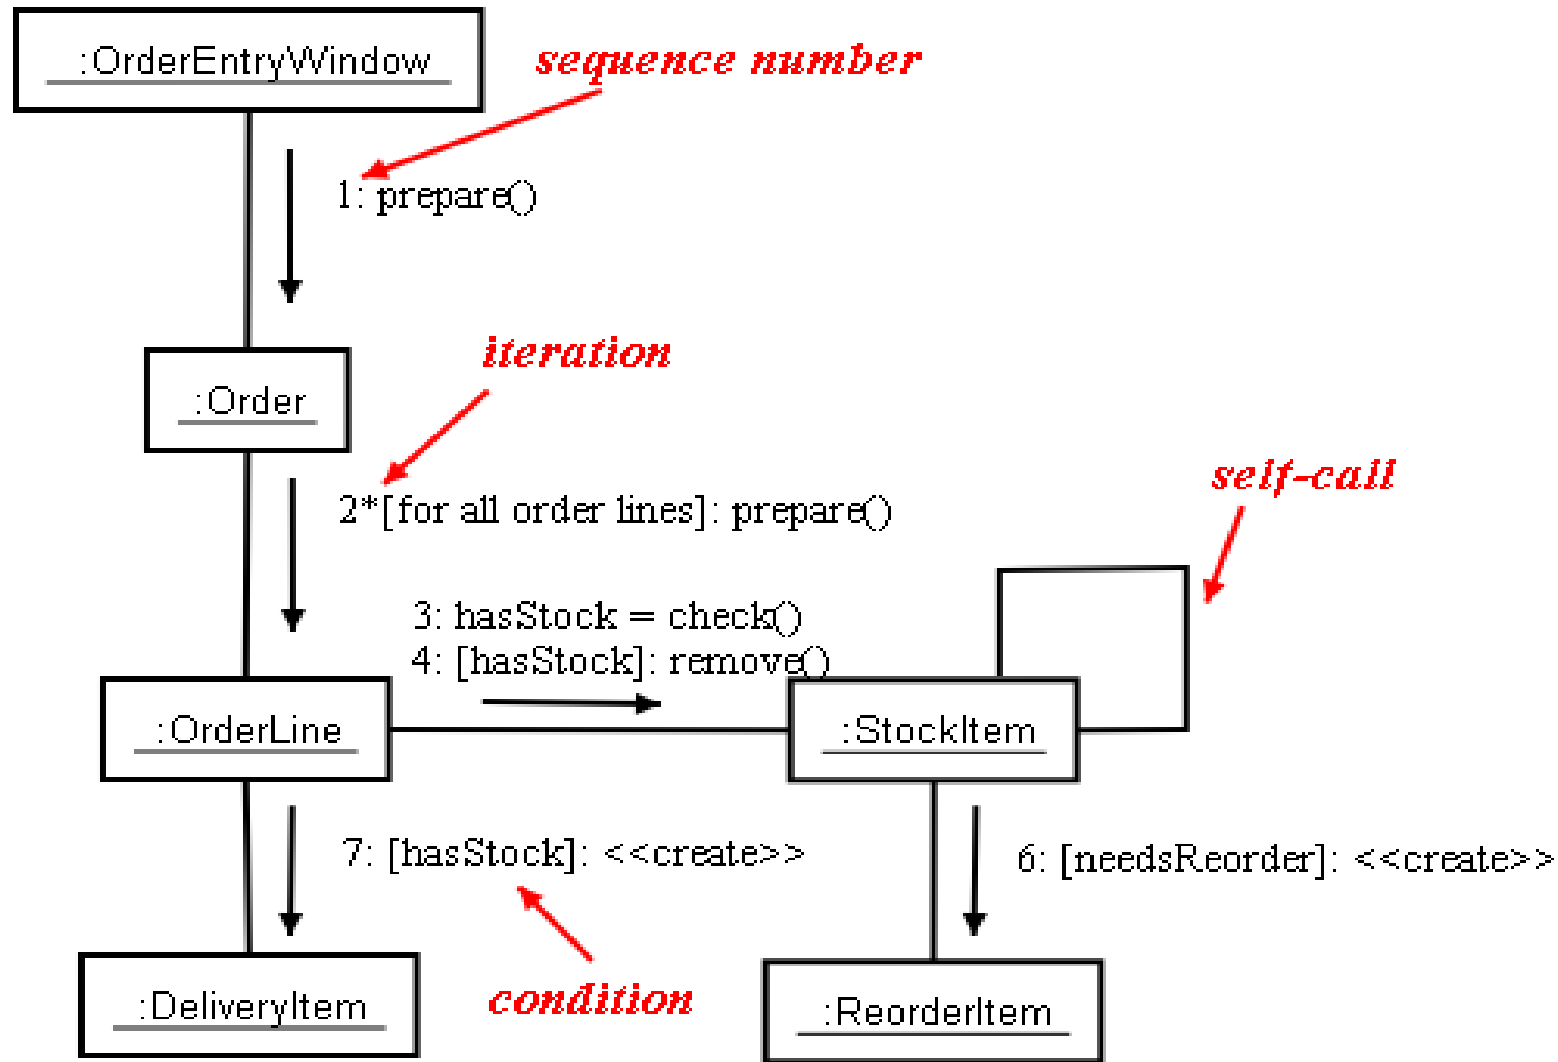 :OrderEntryWindow
sequence number
1: prepare()
iteration
:Order
self-call
2*[for all order lines]: prepare()
3: hasStock = check()
4: [hasStock]: remove()
:OrderLine
:StockItem
7: [hasStock]: <<create>>
6: [needsReorder]: <<create>>
condition
:DeliveryItem
:ReorderItem